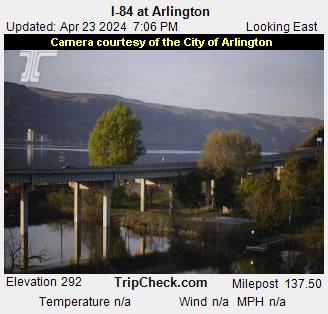 I-84 at Arlington
Updated: Apr 23 2024 7:06 PM Looking East
Camera courtesy of the City of Arlington
Elevation 292 TripCheck.com Milepost 137.50
Temperature n/a Wind n/a MPH n/a